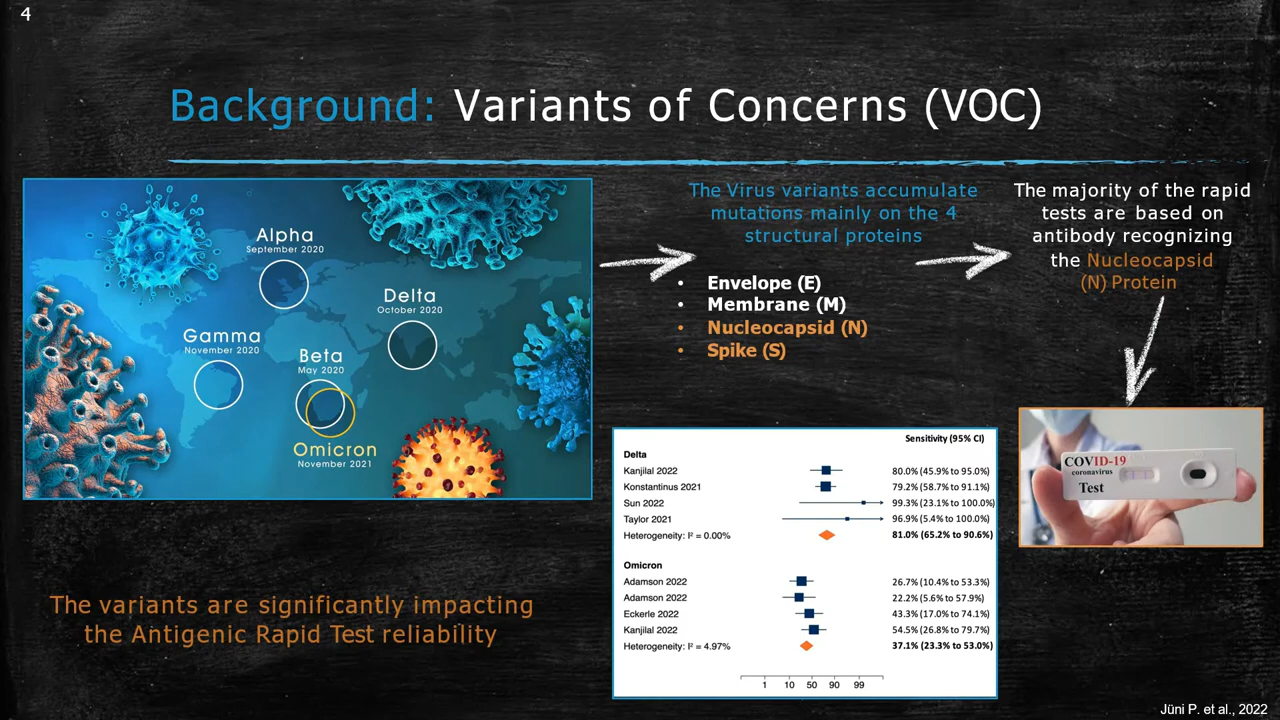 4
Background: Variants of Concerns (VOC)
Alpha
September 2020
Delta
October 2020
Gamma
November 2020
Beta
May 2020
Omicron
November 2021
The Virus variants accumulate
mutations mainly on the 4
structural proteins
• Envelope (E)
• Membrane (M)
• Nucleocapsid (N)
• Spike (S)
The majority of the rapid
tests are based on
antibody recognizing
the Nucleocapsid
(N) Protein
COVID-19
coronavirus
Test
Sensitivity (95% CI)
Delta
Kanjilal 2022 80.0% (45.9% to 95.0%)
Konstantinus 2021 79.2% (58.7% to 91.1%)
Sun 2022 99.3% (23.1% to 100.0%)
Taylor 2021 96.9% (5.4% to 100.0%)
Heterogeneity: I² = 0.00% 81.0% (65.2% to 90.6%)
Omicron
Adamson 2022 26.7% (10.4% to 53.3%)
Adamson 2022 22.2% (5.6% to 57.9%)
Eckerle 2022 43.3% (17.0% to 74.1%)
Kanjilal 2022 54.5% (26.8% to 79.7%)
Heterogeneity: I² = 4.97% 37.1% (23.3% to 53.0%)
1 10 50 90 99
The variants are significantly impacting
the Antigenic Rapid Test reliability
Jüni P. et al., 2022